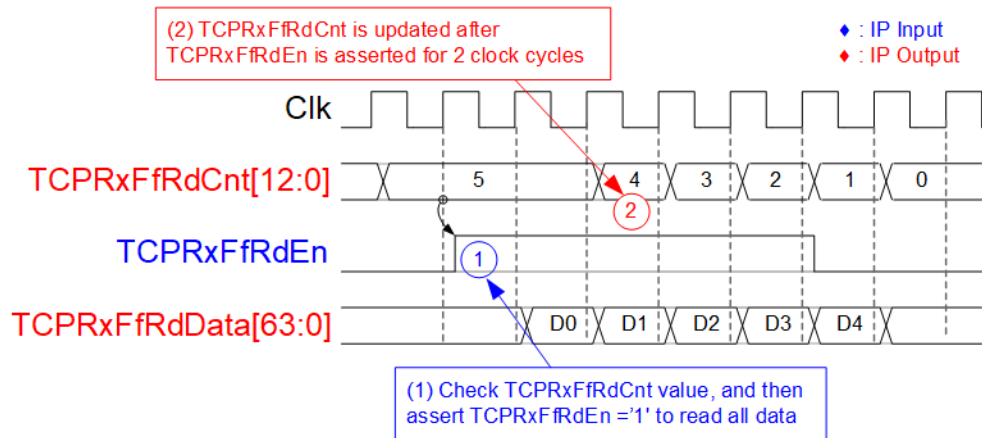 (2) TCPRxFfRdCnt is updated after
TCPRxFfRdEn is asserted for 2 clock cycles
♦ : IP Input
♦ : IP Output
Clk
TCPRxFfRdCnt[12:0]
5 4 3 2 1 0
2
TCPRxFfRdEn
1
TCPRxFfRdData[63:0]
D0 D1 D2 D3 D4
(1) Check TCPRxFfRdCnt value, and then
assert TCPRxFfRdEn ='1' to read all data